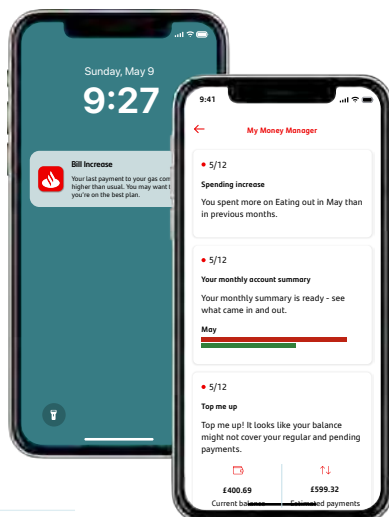 Sunday, May 9
9:27
Bill Increase
Your last payment to your gas com
higher than usual. You may want t
you're on the best plan.
9:41
My Money Manager
5/12
Spending increase
You spent more on Eating out in May than
in previous months.
5/12
Your monthly account summary
Your monthly summary is ready - see
what came in and out.
May
5/12
Top me up
Top me up! It looks like your balance
might not cover your regular and pending
payments.
£400.69
£599.32
Current balance
Estimated payments